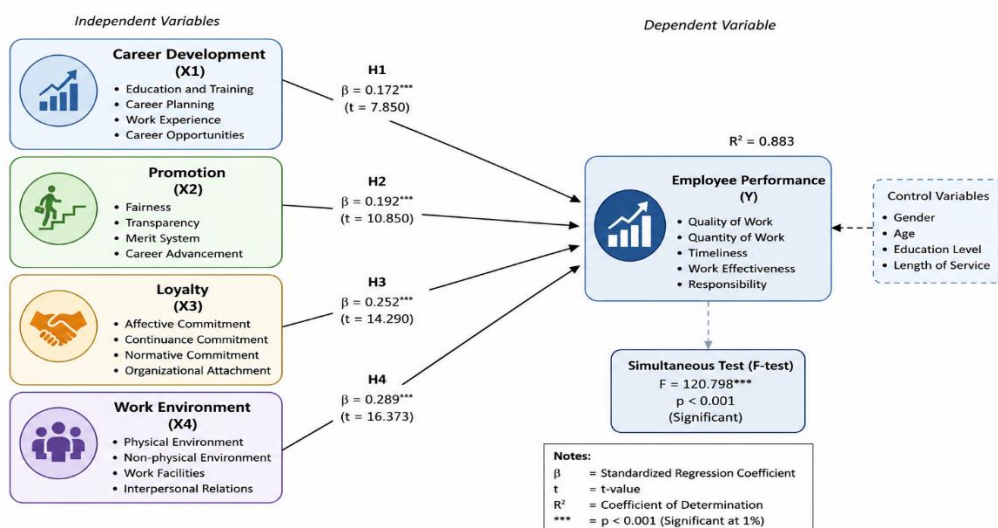 Independent Variables
Dependent Variable
Career Development
(X1)
• Education and Training
• Career Planning
• Work Experience
• Career Opportunities
Promotion
(X2)
• Fairness
• Transparency
• Merit System
• Career Advancement
Loyalty
(X3)
• Affective Commitment
• Continuance Commitment
• Normative Commitment
• Organizational Attachment
Work Environment
(X4)
• Physical Environment
• Non-physical Environment
• Work Facilities
• Interpersonal Relations
H1
β = 0.172***
(t = 7.850)
H2
β = 0.192***
(t = 10.850)
H3
β = 0.252***
(t = 14.290)
H4
β = 0.289***
(t = 16.373)
R² = 0.883
Employee Performance
(Y)
• Quality of Work
• Quantity of Work
• Timeliness
• Work Effectiveness
• Responsibility
Control Variables
• Gender
• Age
• Education Level
• Length of Service
Simultaneous Test (F-test)
F = 120.798***
p < 0.001
(Significant)
Notes:
β = Standardized Regression Coefficient
t = t-value
R² = Coefficient of Determination
*** = p < 0.001 (Significant at 1%)